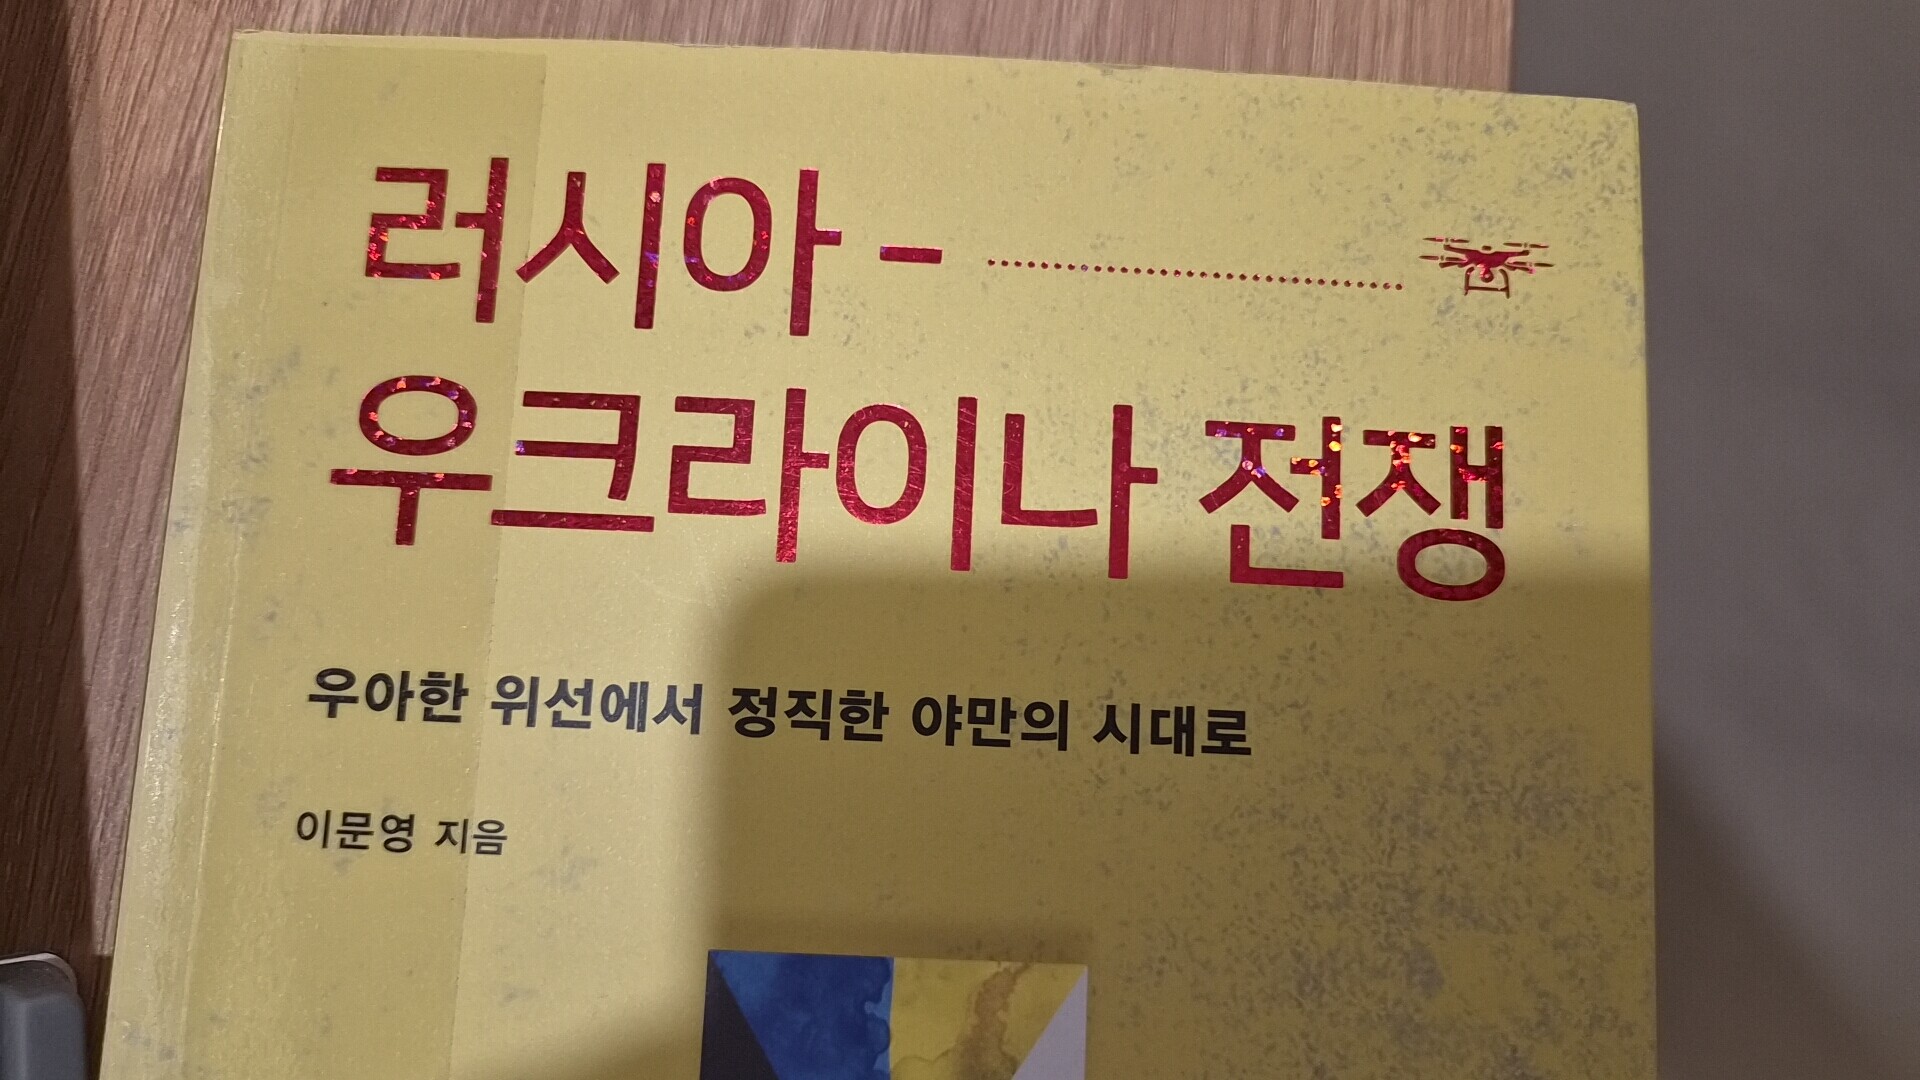 러시아 -
우크라이나 전쟁
우아한 위선에서 정직한 야만의 시대로
이문영 지음